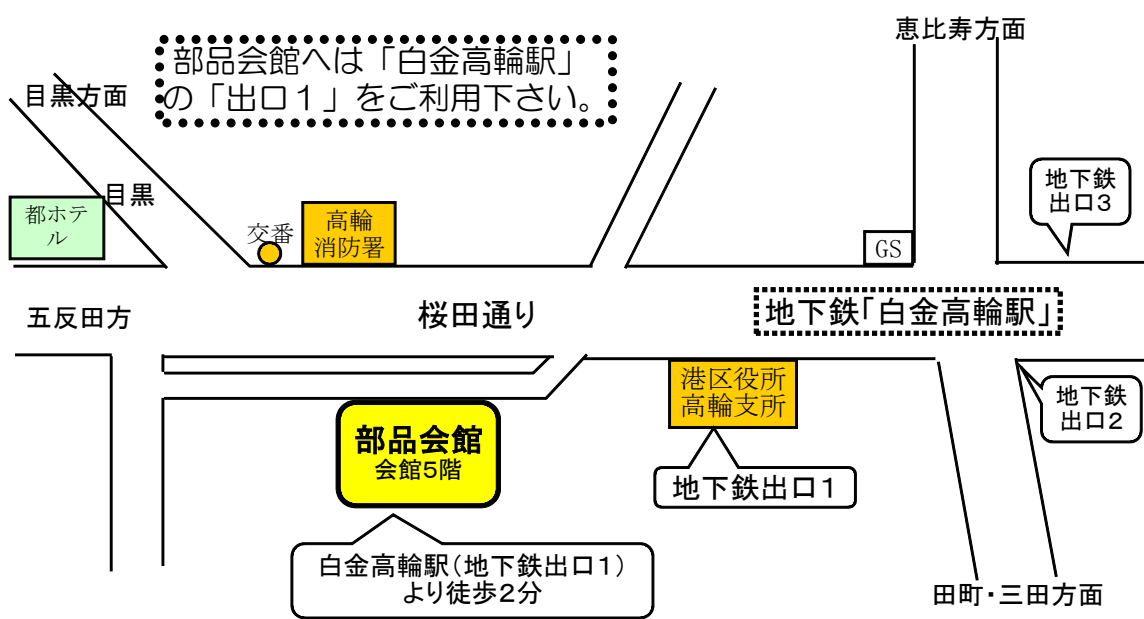 恵比寿方面
部品会館へは「白金高輪駅」
の「出口1」をご利用下さい。
目黒方面
目黒
都ホテ
ル
交番
高輪
消防署
GS
地下鉄
出口3
五反田方
桜田通り
地下鉄「白金高輪駅」
港区役所
高輪支所
地下鉄
出口2
部品会館
会館5階
地下鉄出口1
白金高輪駅(地下鉄出口1)
より徒歩2分
田町・三田方面